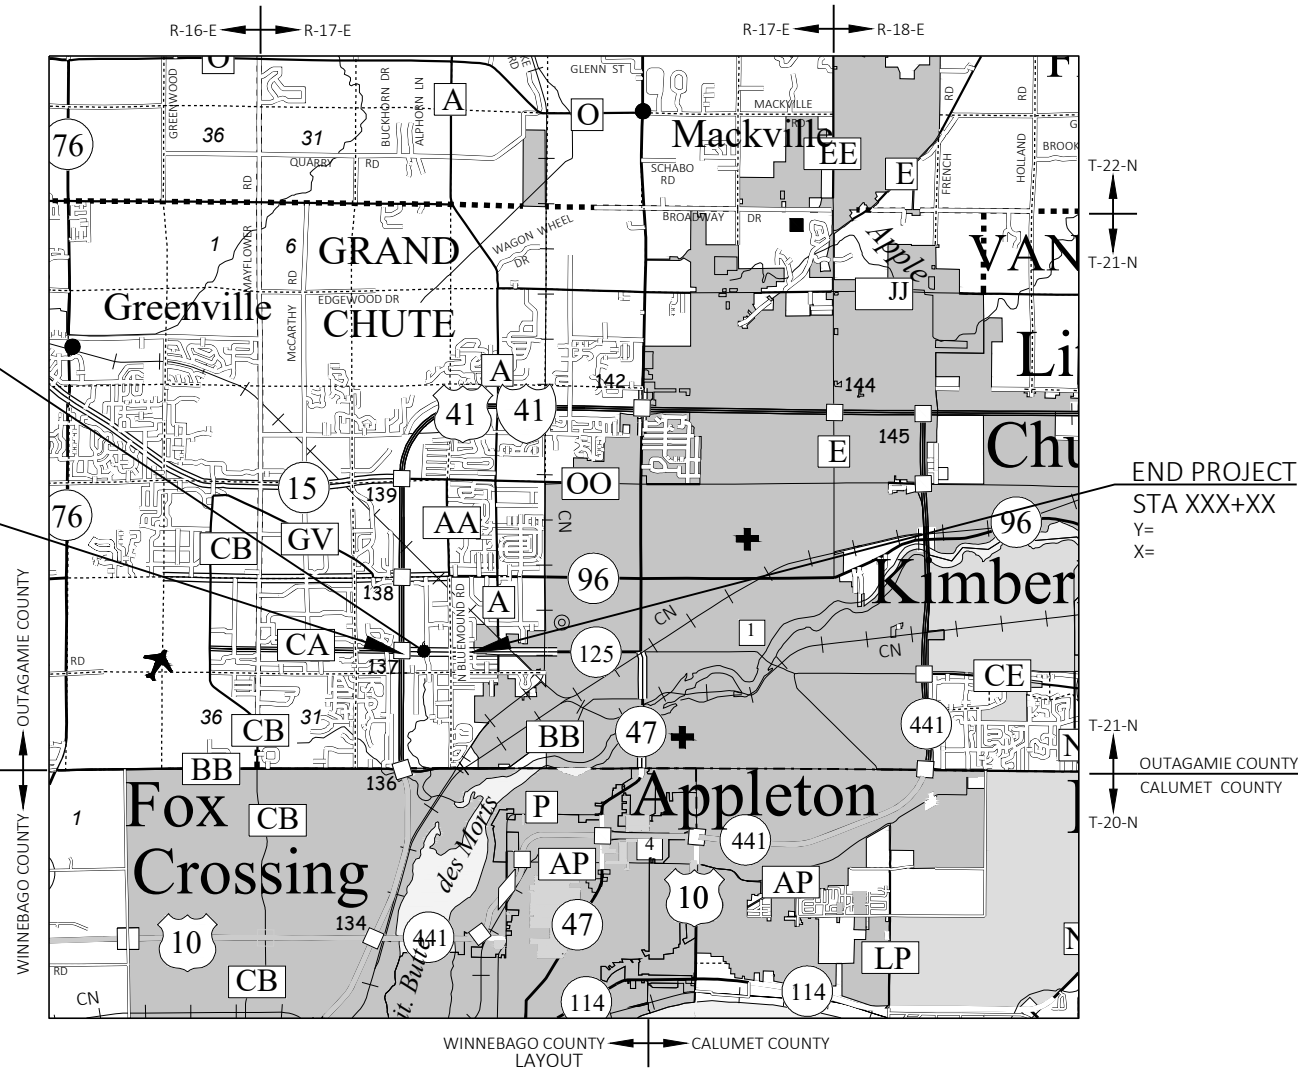 R-16-E R-17-E
R-17-E R-18-E
O
GLENN ST
RD
GREENWOOD
BUCKHORN DR
ALPHORN LN
A
O
MACKVILLE
RD
RD
RD
76
36
31
Mackville
EE
HOLLAND
BROOK
QUARRY RD
SCHABO
RD
E
FRENCH
T-22-N
RD
BROADWAY DR
1
6
MAYFLOWER
GRAND
WAGON WHEEL
DR
Apple
VAN
T-21-N
RD
Greenville
EDGEWOOD DR
CHUTE
JJ
McCARTHY
Li
A
142
144
41
41
145
E
Chu
END PROJECT
STA XXX+XX
Y=
X=
15
139
OO
76
AA
CN
96
CB
GV
96
Kimber
138
A
N BLUEMOUND RD
CN
1
CA
125
CN
RD
137
CE
36
31
CB
BB
47
441
T-21-N
N
BB
136
OUTAGAMIE COUNTY
CALUMET COUNTY
OUTAGAMIE COUNTY
WINNEBAGO COUNTY
Fox
Crossing
1
CB
P
Appleton
T-20-N
des Morts
441
4
AP
AP
10
134
10
441
47
N
LP
RD
CN
CB
it. Butte
114
114
WINNEBAGO COUNTY CALUMET COUNTY
LAYOUT